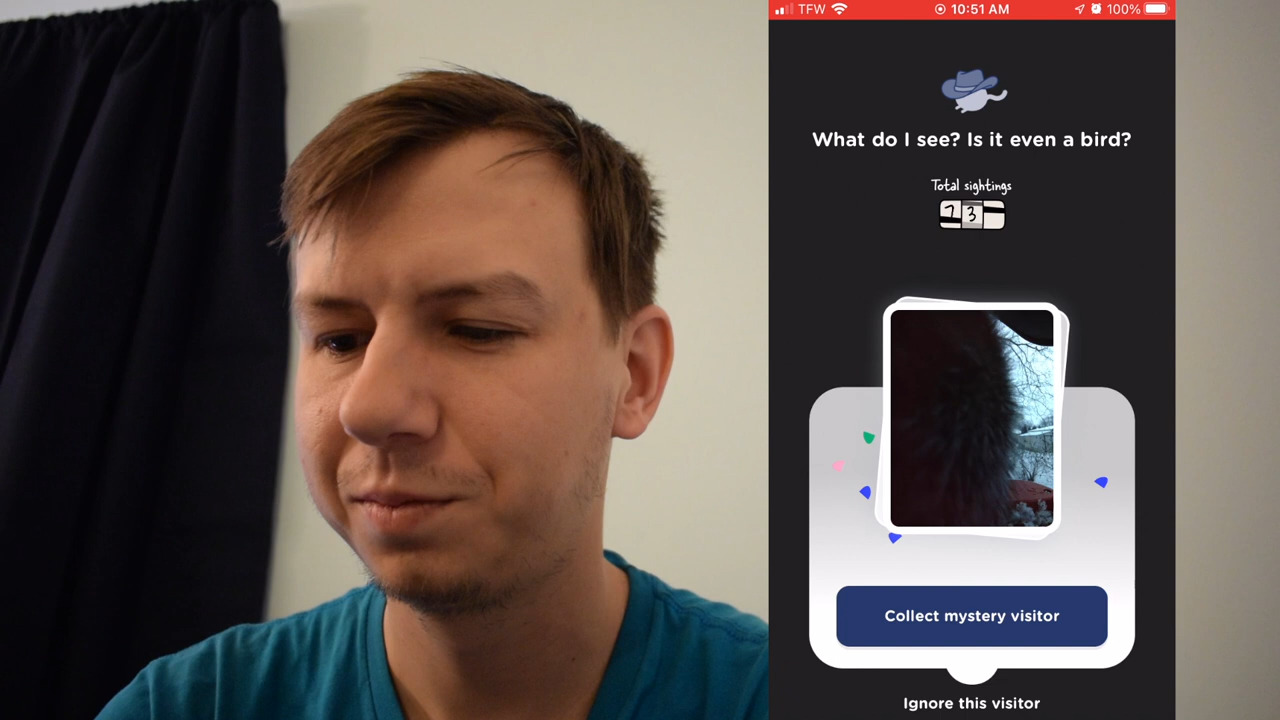 TFW 10:51 AM 100%
What do I see? Is it even a bird?
Total sightings
73
Collect mystery visitor
Ignore this visitor